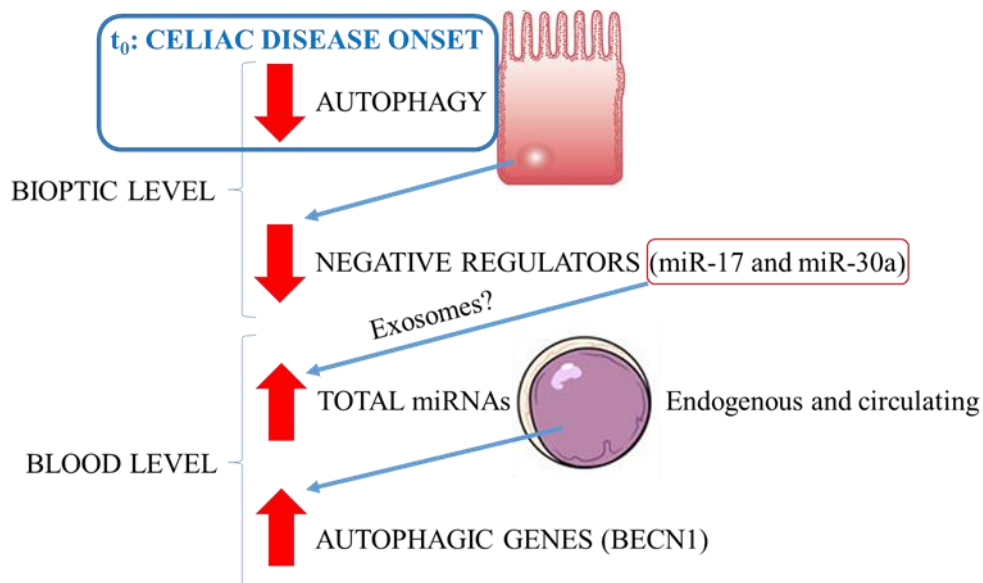 t₀: CELIAC DISEASE ONSET
AUTOPHAGY
BIOPTIC LEVEL
NEGATIVE REGULATORS (miR-17 and miR-30a)
Exosomes?
TOTAL miRNAs
Endogenous and circulating
BLOOD LEVEL
AUTOPHAGIC GENES (BECN1)